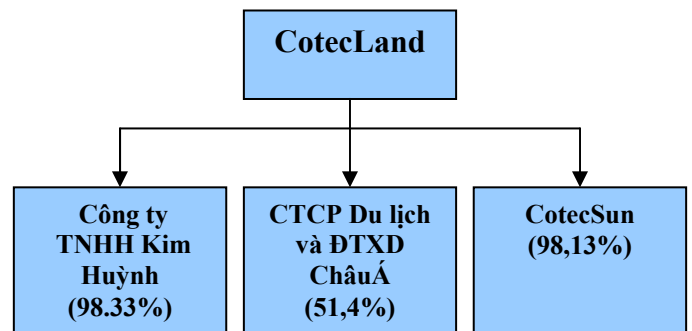 CotecLand
Công ty
TNHH Kim
Huỳnh
(98.33%)
CTCP Du lịch
và ĐTXD
ChâuÁ
(51,4%)
CotecSun
(98,13%)